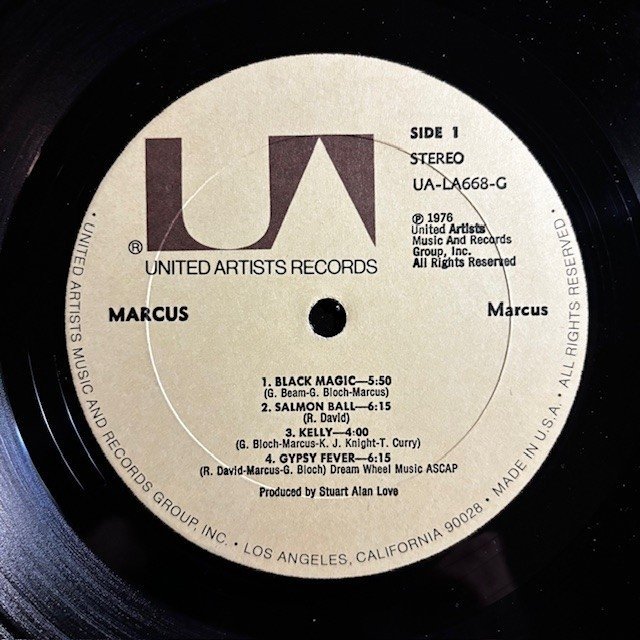 UA
SIDE 1
STEREO
UA-LA668-G
℗ 1976
United Artists
Music And Records
Group, Inc.
All Rights Reserved
®
UNITED ARTISTS RECORDS
MARCUS
Marcus
1. BLACK MAGIC—5:50
(G. Beam-G. Bloch-Marcus)
2. SALMON BALL—6:15
(R. David)
3. KELLY—4:00
(G. Bloch-Marcus-K. J. Knight-T. Curry)
4. GYPSY FEVER—6:15
(R. David-Marcus-G. Bloch) Dream Wheel Music ASCAP
Produced by Stuart Alan Love
• UNITED ARTISTS MUSIC AND RECORDS GROUP, INC. • LOS ANGELES, CALIFORNIA 90028 • MADE IN U.S.A. • ALL RIGHTS RESERVED •